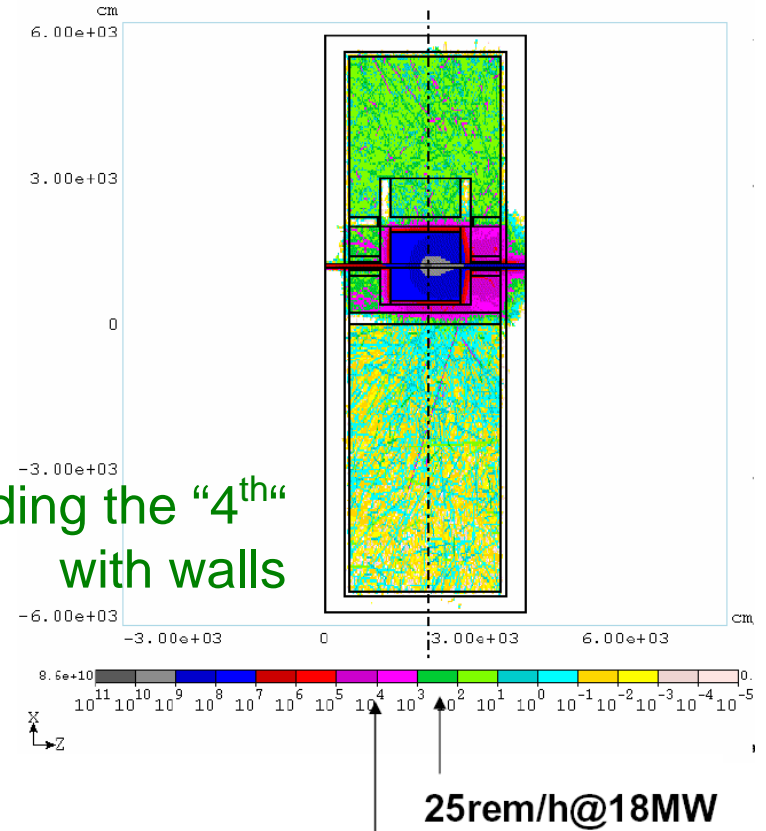 cm
6.00e+03
3.00e+03
0
-3.00e+03
ding the “4th“
with walls
-6.00e+03
-3.00e+03 0 3.00e+03 6.00e+03
cm
8.6e+10 0.
10^11 10^10 10^9 10^8 10^7 10^6 10^5 10^4 10^3 10^2 10^1 10^0 10^-1 10^-2 10^-3 10^-4 10^-5
X
Z
25rem/h@18MW